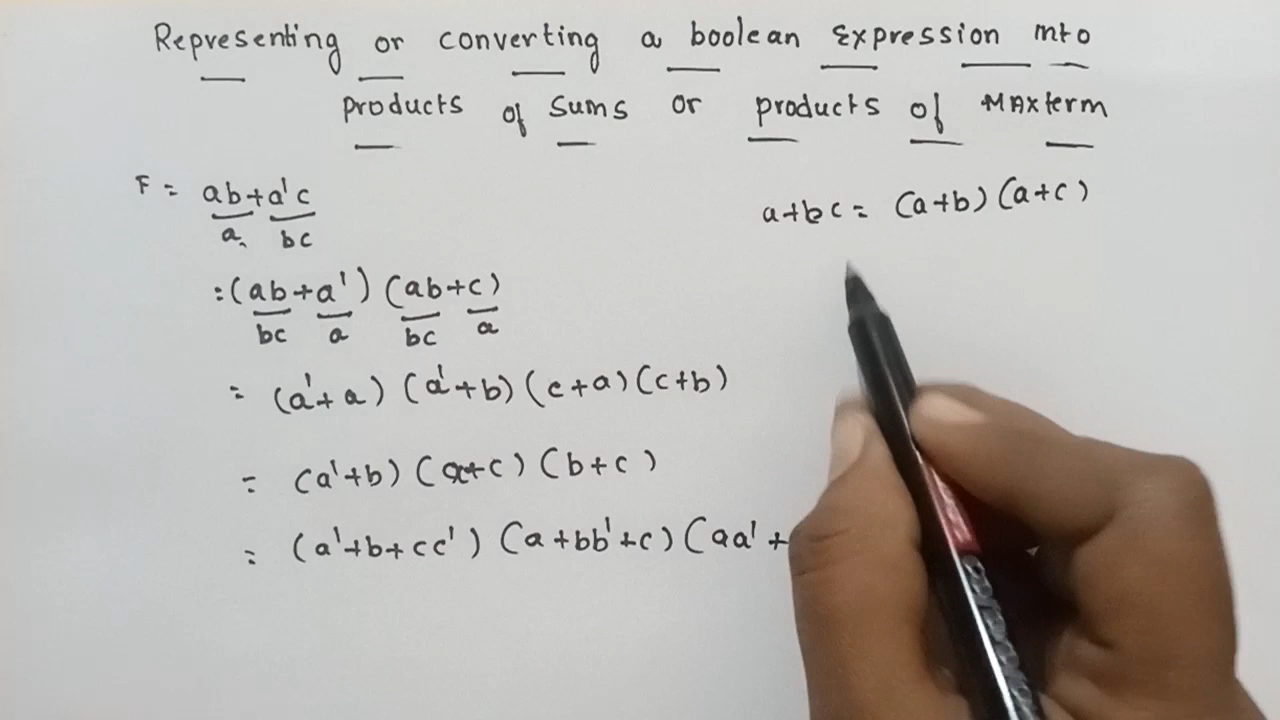 Representing or converting a boolean Expression into
products of sums or products of MAXterm
F = ab+a'c
a bc
a+bc = (a+b)(a+c)
=(ab+a')(ab+c)
bc a bc a
= (a'+a)(a'+b)(c+a)(c+b)
= (a'+b)(a+c)(b+c)
= (a'+b+cc')(a+bb'+c)(aa'+